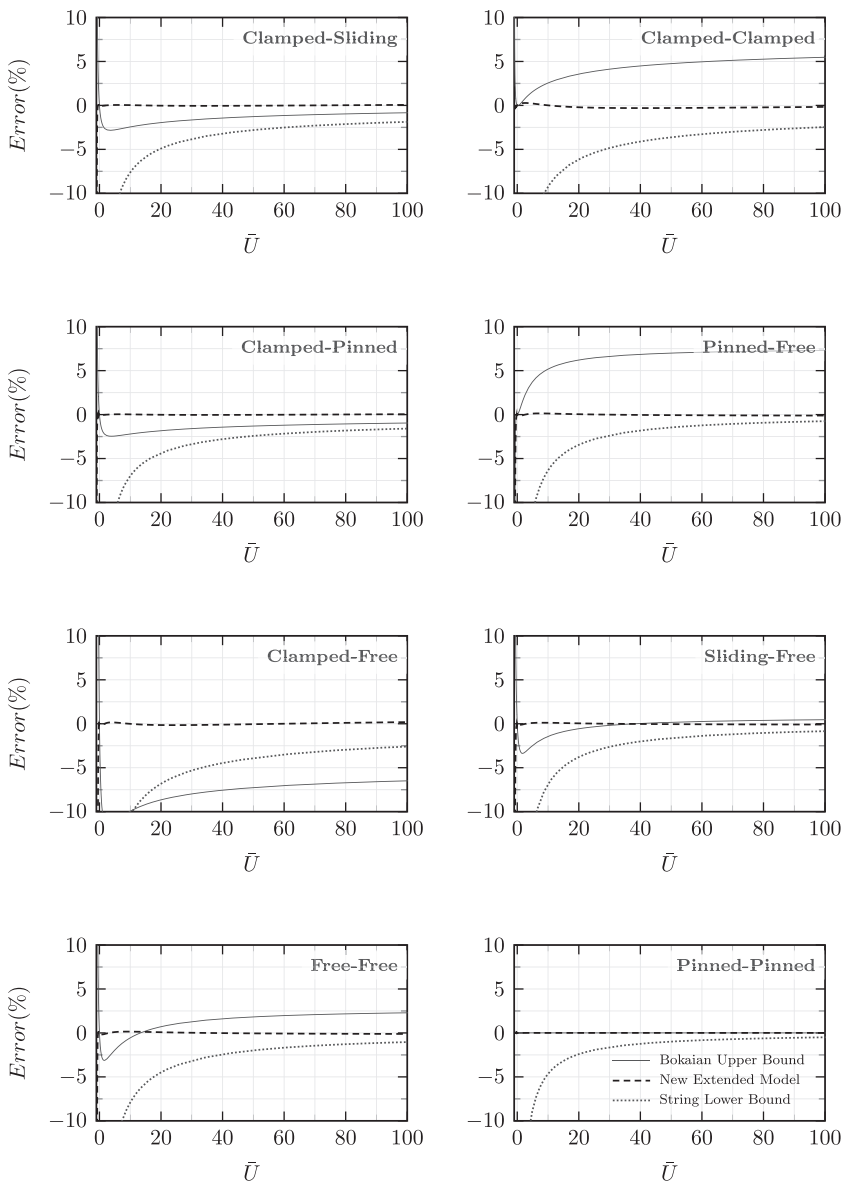 Clamped-Sliding
Error(%)
10
5
0
−5
−10
0 20 40 60 80 100
Ū
Clamped-Clamped
10
5
0
−5
−10
0 20 40 60 80 100
Ū
Clamped-Pinned
Error(%)
10
5
0
−5
−10
0 20 40 60 80 100
Ū
Pinned-Free
10
5
0
−5
−10
0 20 40 60 80 100
Ū
Clamped-Free
Error(%)
10
5
0
−5
−10
0 20 40 60 80 100
Ū
Sliding-Free
10
5
0
−5
−10
0 20 40 60 80 100
Ū
Free-Free
Error(%)
10
5
0
−5
−10
0 20 40 60 80 100
Ū
Pinned-Pinned
10
5
0
−5
−10
Bokaian Upper Bound
New Extended Model
String Lower Bound
0 20 40 60 80 100
Ū